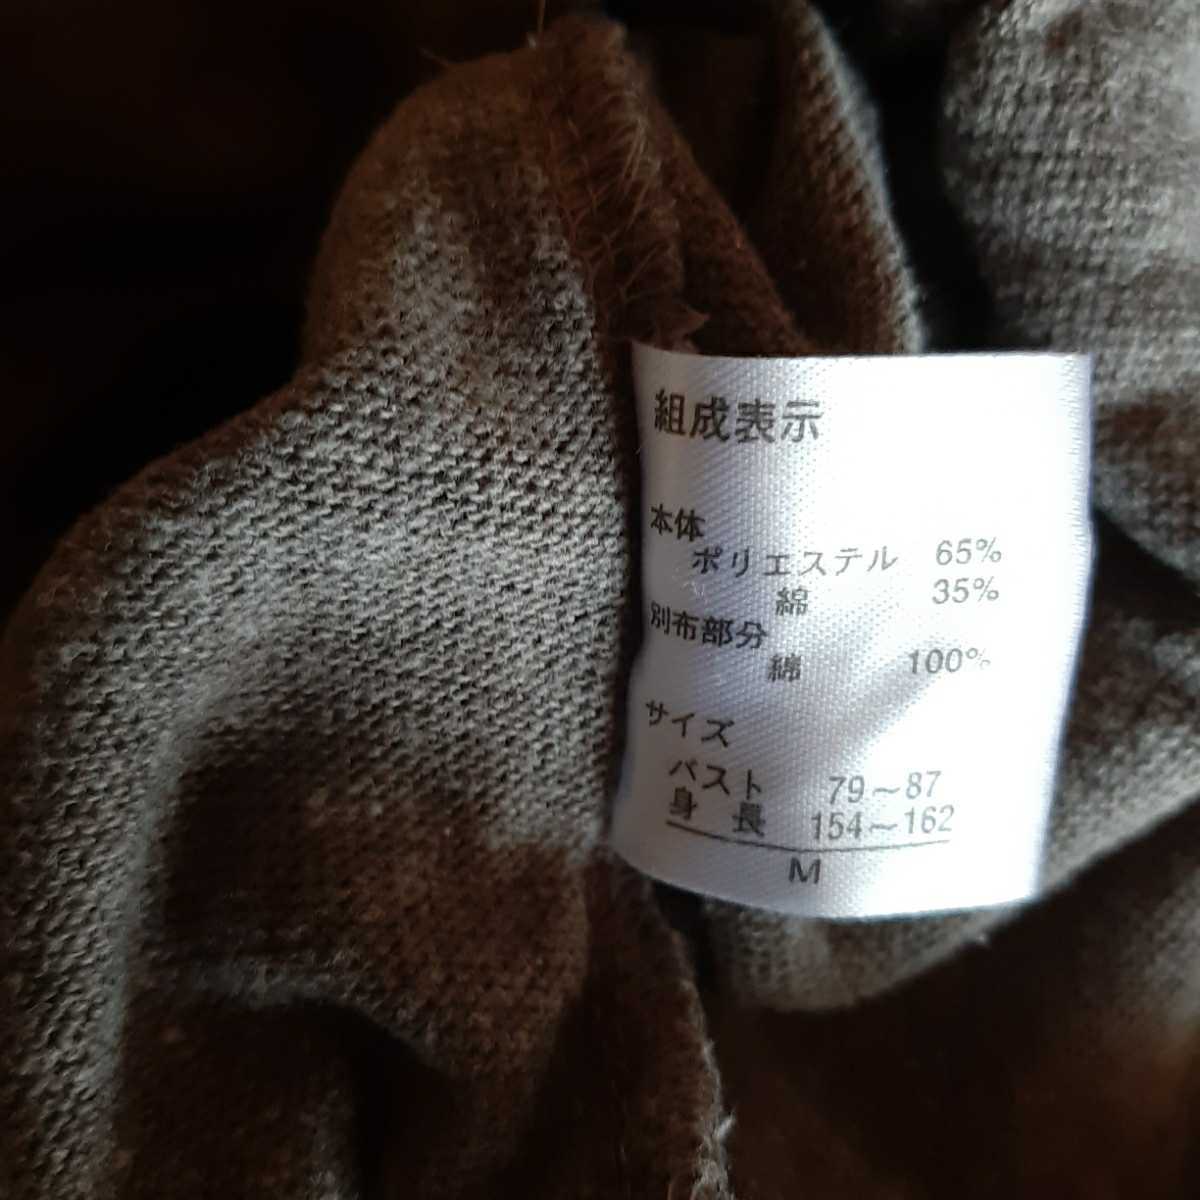 組成表示
本体
ポリエステル 65%
綿 35%
別布部分
綿 100%
サイズ
バスト 79~87
身長 154~162
M